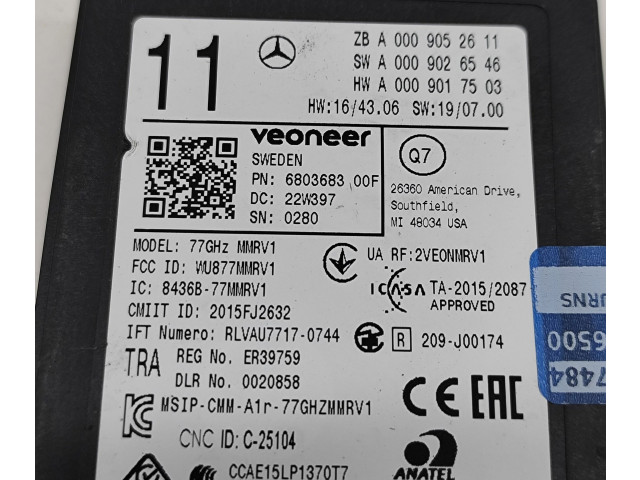 11
ZB A 000 905 26 11
SW A 000 902 65 46
HW A 000 901 75 03
HW:16/43.06 SW:19/07.00
veoneer
SWEDEN
PN: 6803683 00F
DC: 22W397
SN: 0280
Q7
26360 American Drive,
Southfield,
MI 48034 USA
MODEL: 77GHz MMRV1
FCC ID: WU877MMRV1
IC: 8436B-77MMRV1
CMIIT ID: 2015FJ2632
IFT Numero: RLVAU7717-0744
UA RF:2VEONMRV1
ICASA TA-2015/2087
APPROVED
R 209-J00174
TRA REG No. ER39759
DLR No. 0020858
MSIP-CMM-A1r-77GHZMMRV1
CNC ID: C-25104
CCAE15LP1370T7
CE EAC
ANATEL
URNS
6500
7484